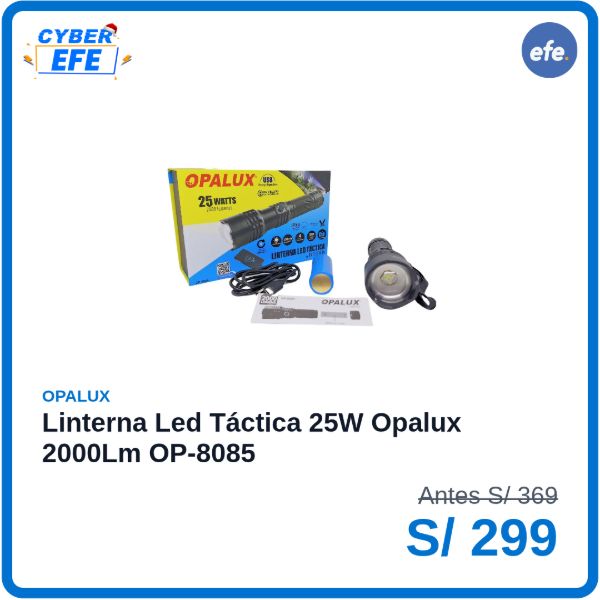 CYBER
EFE
efe.
OPALUX
USB
25 WATTS
LINTERNA LED TÁCTICA
OPALUX
OPALUX
Linterna Led Táctica 25W Opalux
2000Lm OP-8085
Antes S/ 369
S/ 299